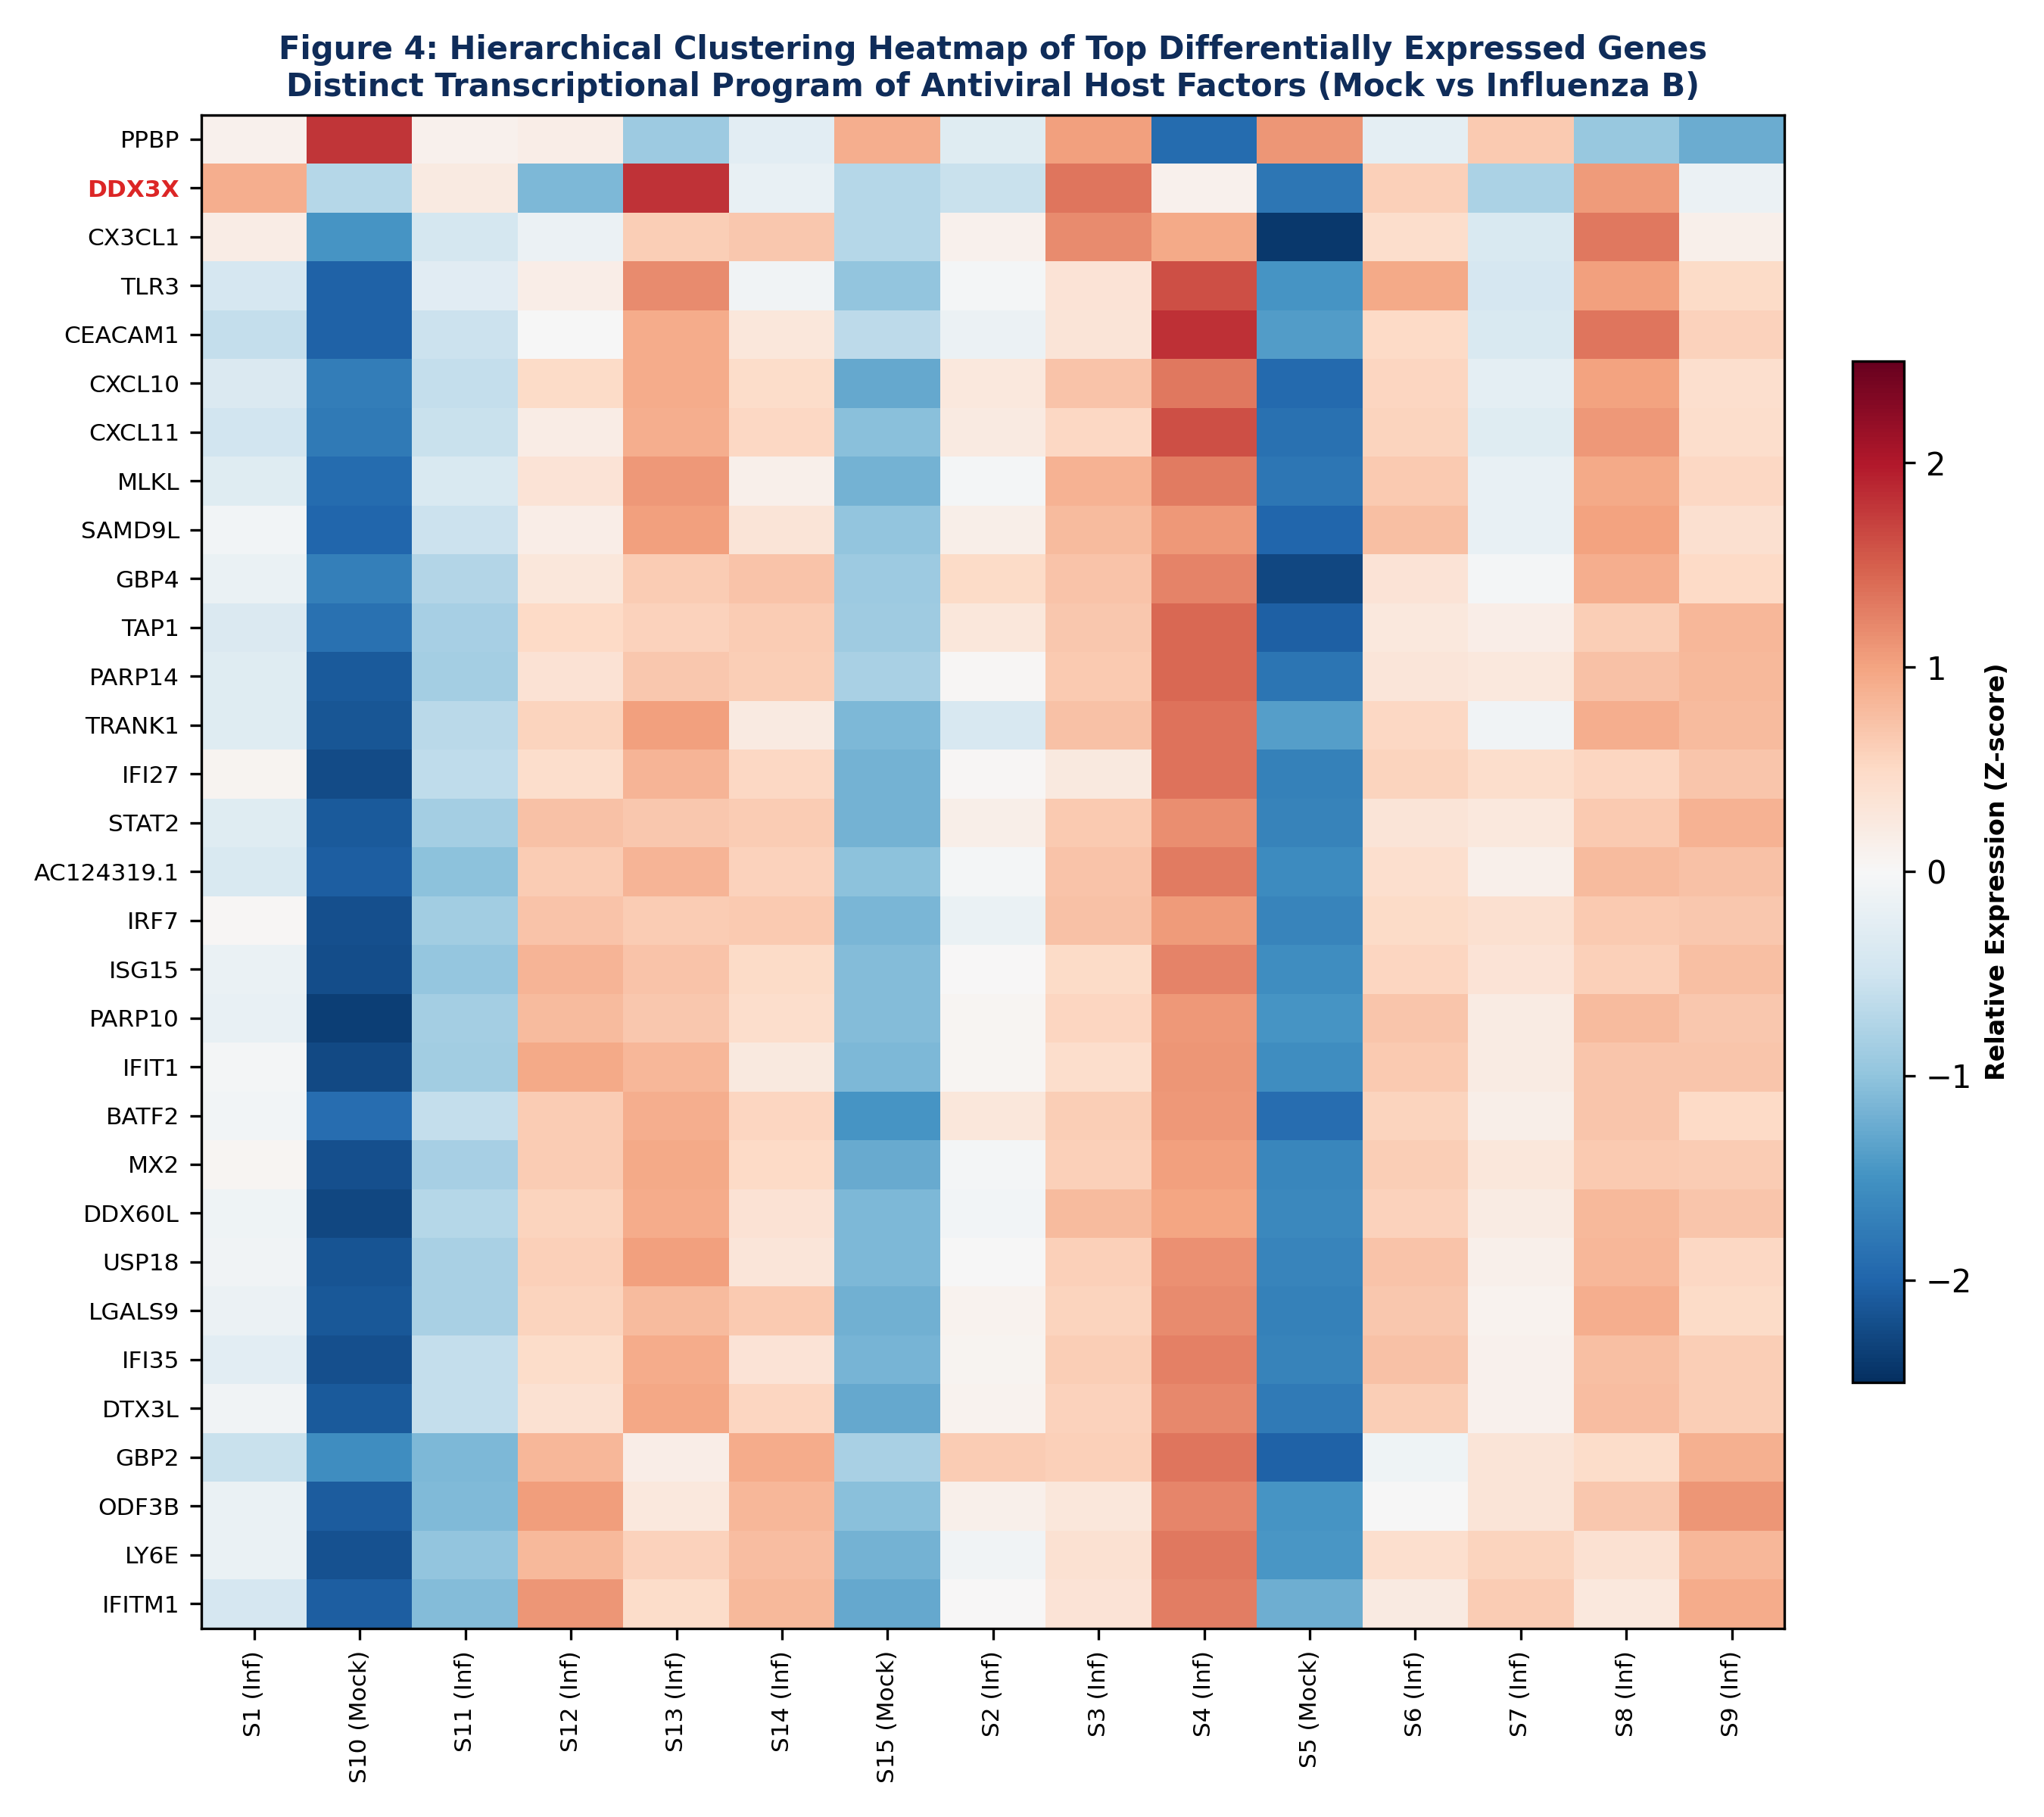 Figure 4: Hierarchical Clustering Heatmap of Top Differentially Expressed Genes
Distinct Transcriptional Program of Antiviral Host Factors (Mock vs Influenza B)
PPBP
DDX3X
CX3CL1
TLR3
CEACAM1
CXCL10
CXCL11
MLKL
SAMD9L
GBP4
TAP1
PARP14
TRANK1
IFI27
STAT2
AC124319.1
IRF7
ISG15
PARP10
IFIT1
BATF2
MX2
DDX60L
USP18
LGALS9
IFI35
DTX3L
GBP2
ODF3B
LY6E
IFITM1
S1 (Inf)
S10 (Mock)
S11 (Inf)
S12 (Inf)
S13 (Inf)
S14 (Inf)
S15 (Mock)
S2 (Inf)
S3 (Inf)
S4 (Inf)
S5 (Mock)
S6 (Inf)
S7 (Inf)
S8 (Inf)
S9 (Inf)
2
1
0
−1
−2
Relative Expression (Z-score)